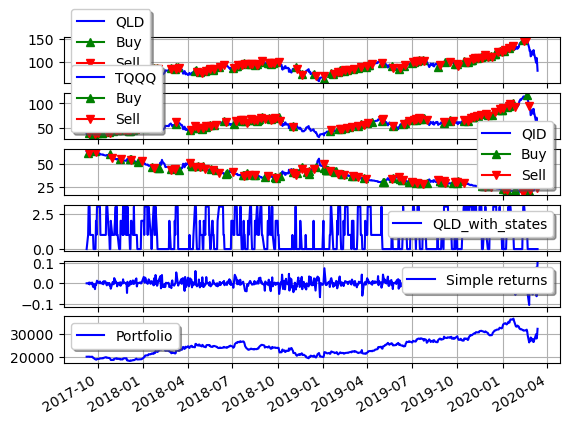 QLD
Buy
Sell
150
100
TQQQ
Buy
Sell
100
50
QID
Buy
Sell
50
25
QLD_with_states
2.5
0.0
Simple returns
0.1
0.0
−0.1
Portfolio
30000
20000
2017-10
2018-01
2018-04
2018-07
2018-10
2019-01
2019-04
2019-07
2019-10
2020-01
2020-04